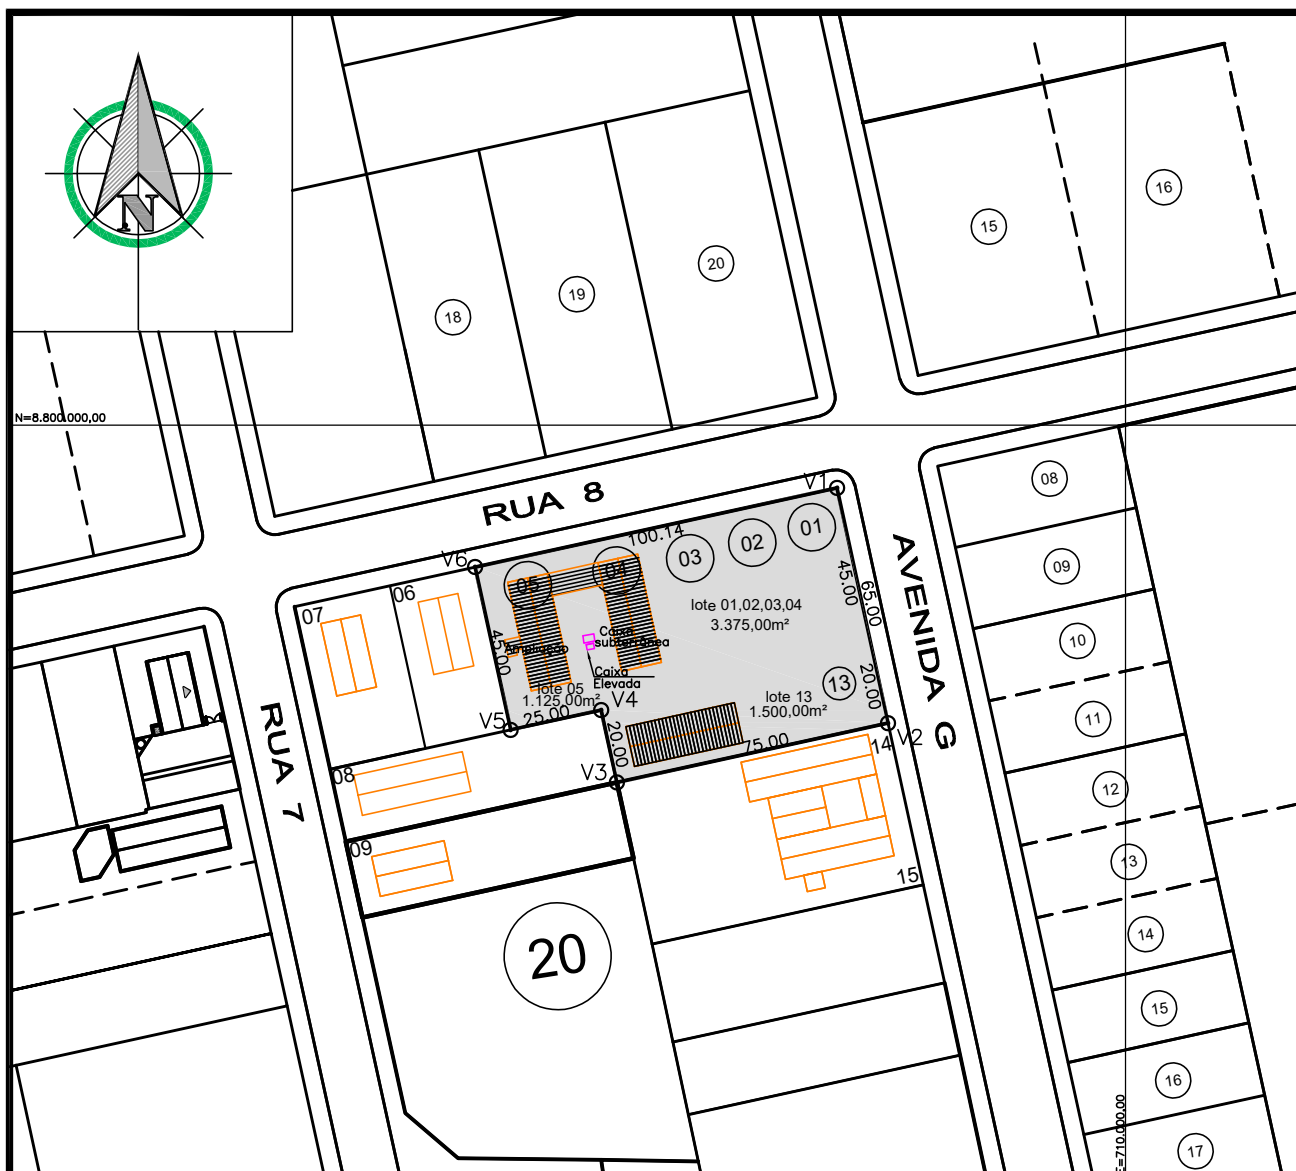 N
15
16
20
19
18
N=8.800.000,00
RUA 8
V1
08
01
02
03
04
05
100.14
V6
AVENIDA G
45.00
65.00
09
06
07
lote 01,02,03,04
3.375,00m²
10
45.00
Ampliação
Caixa
subterrânea
Caixa
Elevada
20.00
13
lote 05
1.125,00m²
lote 13
1.500,00m²
V4
V5
25.00
20.00
75.00
V2
14
11
RUA 7
V3
08
12
09
13
15
14
20
15
16
E=710.000,00
17